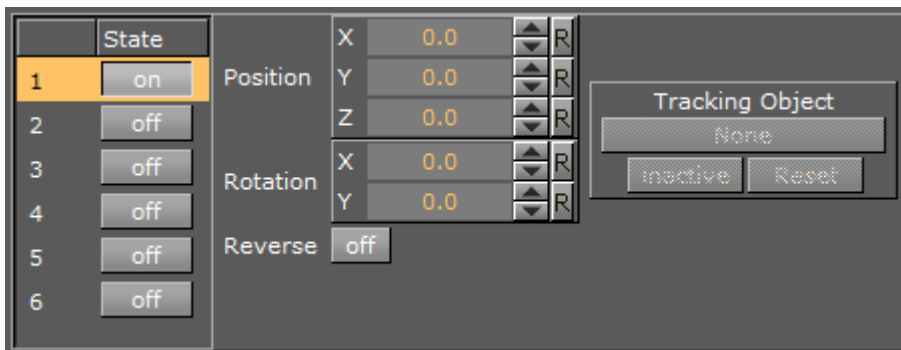 State
1 on
2 off
3 off
4 off
5 off
6 off
Position
X 0.0 R
Y 0.0 R
Z 0.0 R
Rotation
X 0.0 R
Y 0.0 R
Reverse off
Tracking Object
None
inactive Reset